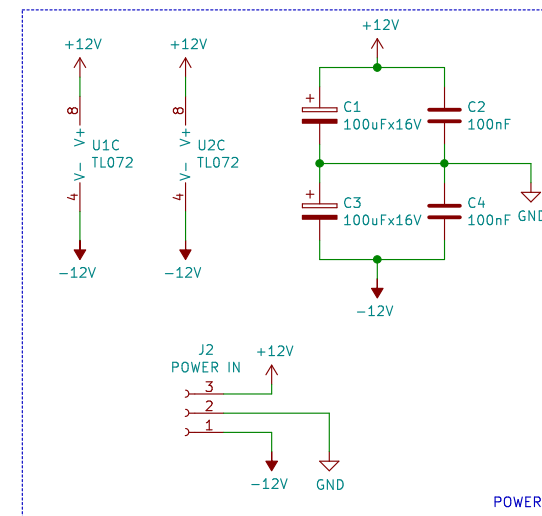 +12V
+12V
+12V
8
V+
U1C
TL072
V-
4
-12V
8
V+
U2C
TL072
V-
4
-12V
+
C1
100uFx16V
C2
100nF
+
C3
100uFx16V
C4
100nF
GND
-12V
J2
POWER IN
+12V
3
2
1
-12V
GND
POWER